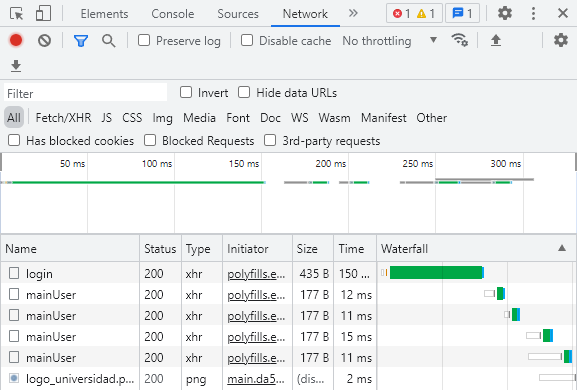 Elements Console Sources Network » 1 1 1
Preserve log Disable cache No throttling
Filter Invert Hide data URLs
All Fetch/XHR JS CSS Img Media Font Doc WS Wasm Manifest Other
Has blocked cookies Blocked Requests 3rd-party requests
50 ms 100 ms 150 ms 200 ms 250 ms 300 ms
Name Status Type Initiator Size Time Waterfall
login 200 xhr polyfills.e... 435 B 150 ...
mainUser 200 xhr polyfills.e... 177 B 12 ms
mainUser 200 xhr polyfills.e... 177 B 11 ms
mainUser 200 xhr polyfills.e... 177 B 15 ms
mainUser 200 xhr polyfills.e... 177 B 11 ms
logo_universidad.p... 200 png main.da5... (dis... 2 ms